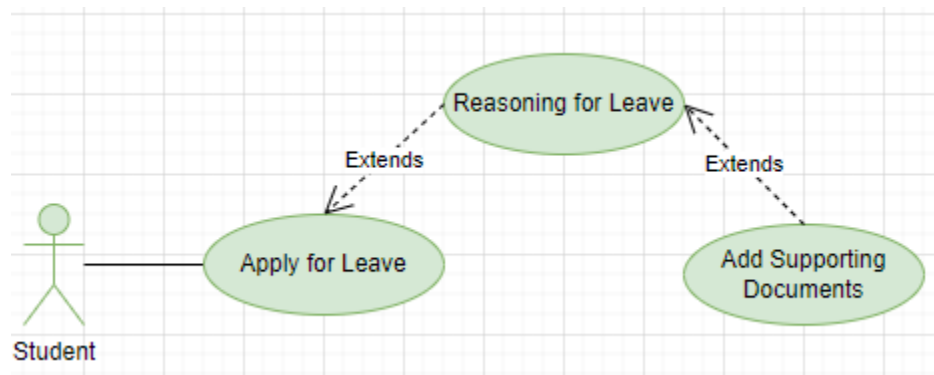 Reasoning for Leave
Extends
Extends
Apply for Leave
Add Supporting
Documents
Student